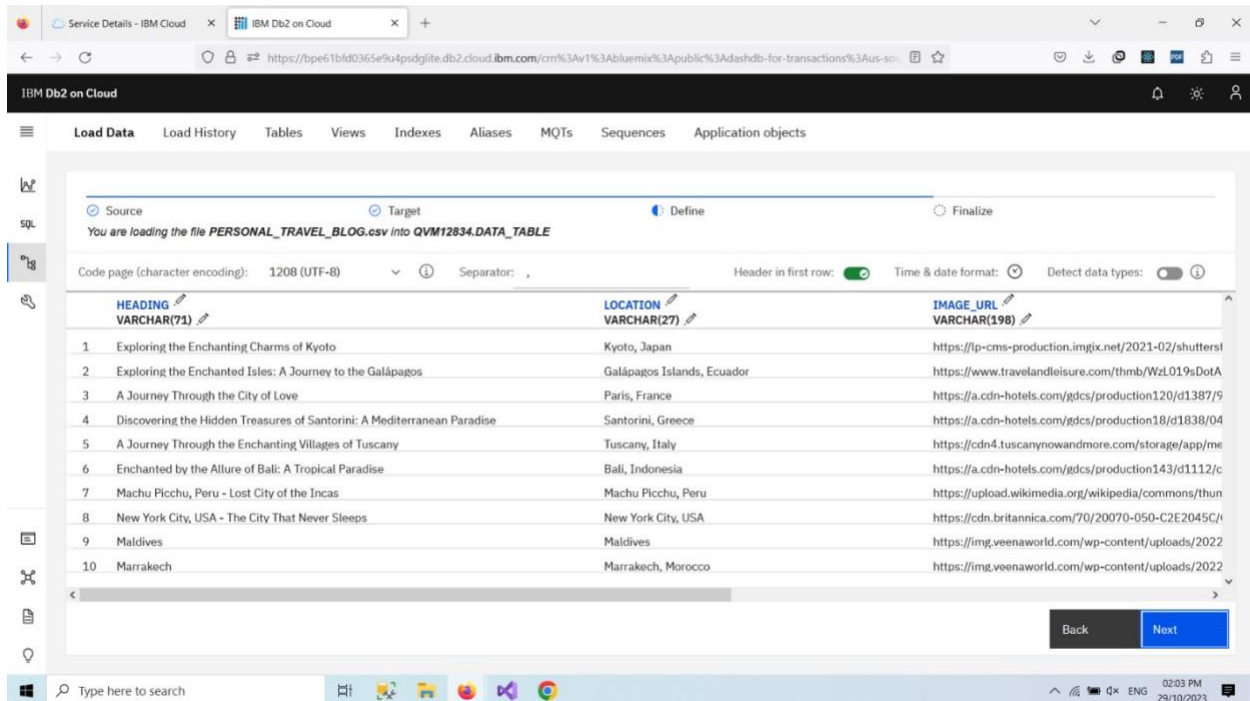 Service Details - IBM Cloud
IBM Db2 on Cloud
https://bpe61bfd0365e9u4psdglite.db2.cloud.ibm.com/crn%3Av1%3Abluemix%3Apublic%3Adashdb-for-transactions%3Aus-sou
IBM Db2 on Cloud
Load Data Load History Tables Views Indexes Aliases MQTs Sequences Application objects
SQL
Source Target Define Finalize
You are loading the file PERSONAL_TRAVEL_BLOG.csv into QVM12834.DATA_TABLE
Code page (character encoding): 1208 (UTF-8) Separator: , Header in first row: Time & date format: Detect data types:
HEADING LOCATION IMAGE_URL
VARCHAR(71) VARCHAR(27) VARCHAR(198)
1 Exploring the Enchanting Charms of Kyoto Kyoto, Japan https://lp-cms-production.imgix.net/2021-02/shutterst
2 Exploring the Enchanted Isles: A Journey to the Galápagos Galápagos Islands, Ecuador https://www.travelandleisure.com/thmb/WzL019sDotA
3 A Journey Through the City of Love Paris, France https://a.cdn-hotels.com/gdcs/production120/d1387/9
4 Discovering the Hidden Treasures of Santorini: A Mediterranean Paradise Santorini, Greece https://a.cdn-hotels.com/gdcs/production18/d1838/04
5 A Journey Through the Enchanting Villages of Tuscany Tuscany, Italy https://cdn4.tuscanynowandmore.com/storage/app/me
6 Enchanted by the Allure of Bali: A Tropical Paradise Bali, Indonesia https://a.cdn-hotels.com/gdcs/production143/d1112/c
7 Machu Picchu, Peru - Lost City of the Incas Machu Picchu, Peru https://upload.wikimedia.org/wikipedia/commons/thun
8 New York City, USA - The City That Never Sleeps New York City, USA https://cdn.britannica.com/70/20070-050-C2E2045C/
9 Maldives Maldives https://img.veenaworld.com/wp-content/uploads/2022
10 Marrakech Marrakech, Morocco https://img.veenaworld.com/wp-content/uploads/2022
Back Next
Type here to search
ENG
02:03 PM
29/10/2023